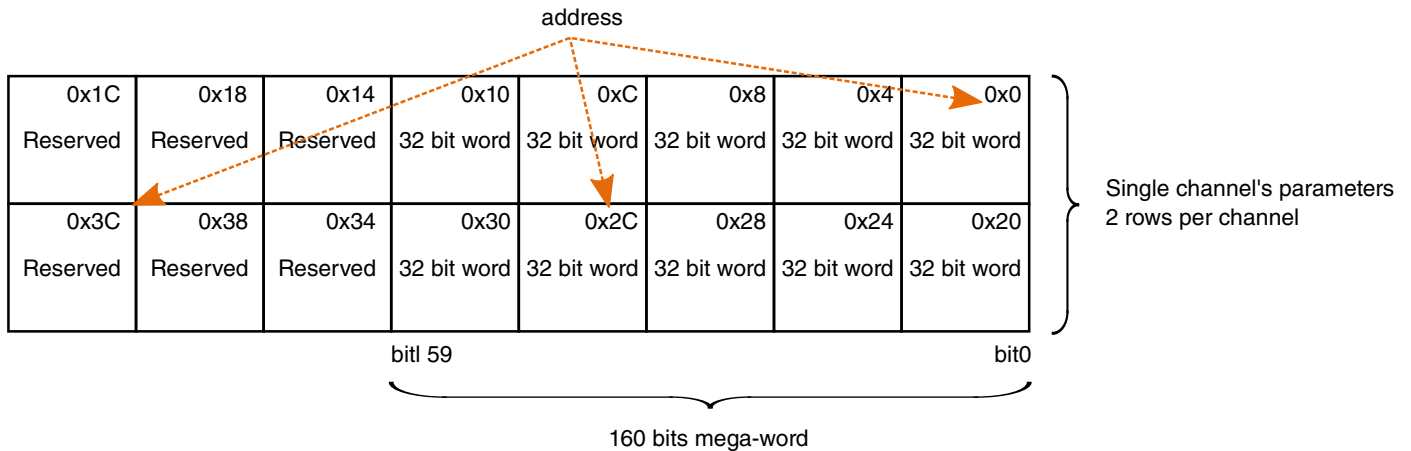 address
0x1C 0x18 0x14 0x10 0xC 0x8 0x4 0x0
Reserved Reserved Reserved 32 bit word 32 bit word 32 bit word 32 bit word 32 bit word
Single channel's parameters
2 rows per channel
0x3C 0x38 0x34 0x30 0x2C 0x28 0x24 0x20
Reserved Reserved Reserved 32 bit word 32 bit word 32 bit word 32 bit word 32 bit word
bitl 59 bit0
160 bits mega-word